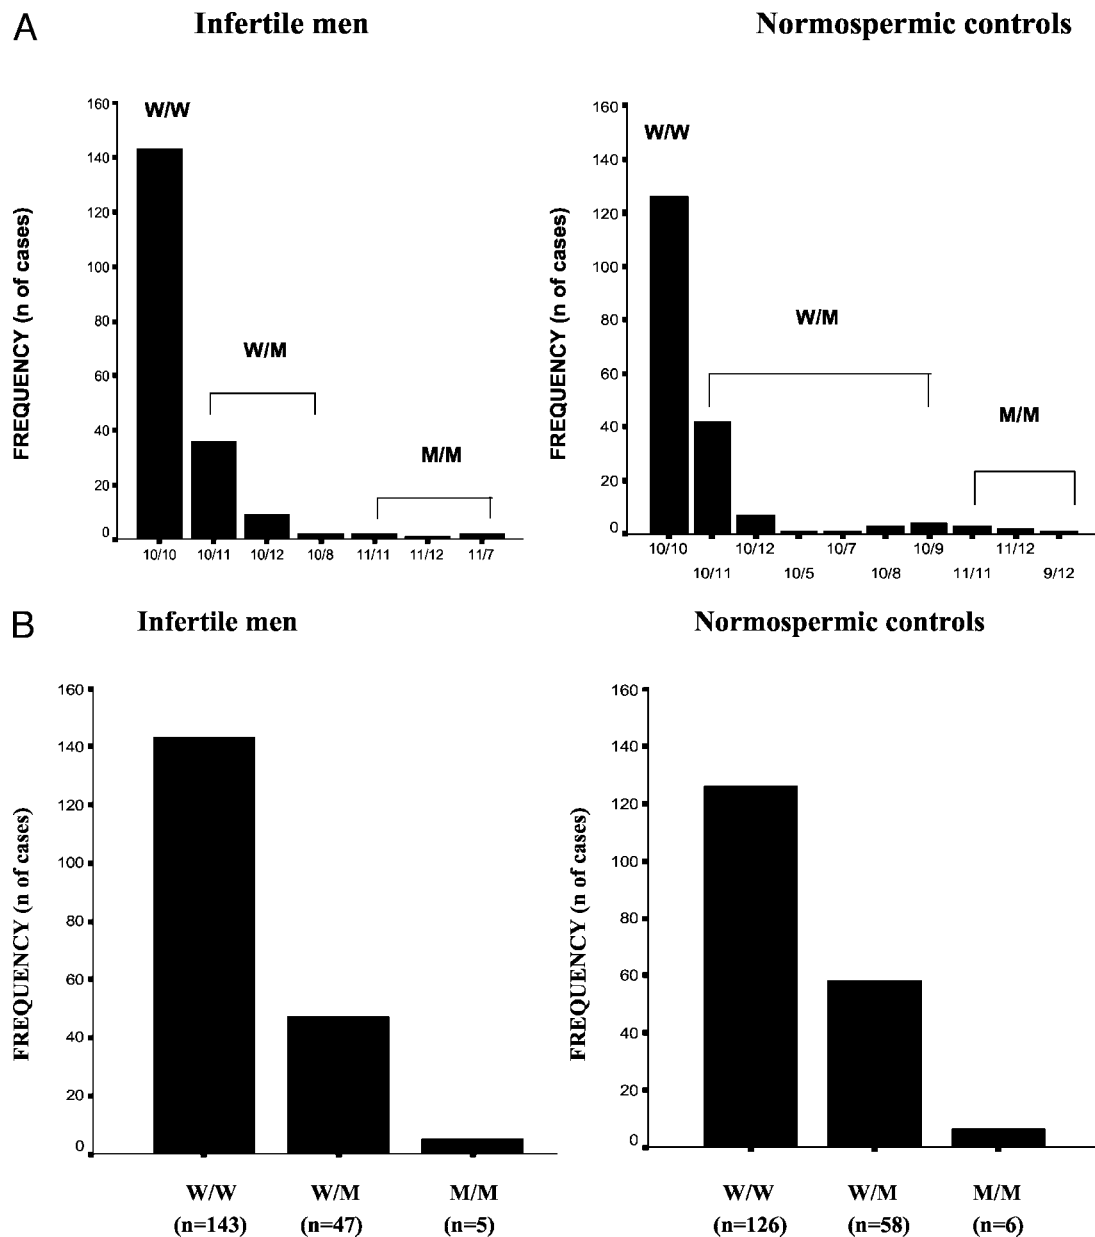 A
Infertile men
Normospermic controls
FREQUENCY (n of cases)
160
140
120
100
80
60
40
20
0
W/W
W/M
M/M
10/10
10/11
10/12
10/8
11/11
11/12
11/7
FREQUENCY (n of cases)
160
140
120
100
80
60
40
20
0
W/W
W/M
M/M
10/10
10/12
10/7
10/9
11/12
10/11
10/5
10/8
11/11
9/12
B
Infertile men
Normospermic controls
FREQUENCY (n of cases)
160
140
120
100
80
60
40
20
0
W/W
W/M
M/M
(n=143)
(n=47)
(n=5)
FREQUENCY (n of cases)
160
140
120
100
80
60
40
20
0
W/W
W/M
M/M
(n=126)
(n=58)
(n=6)